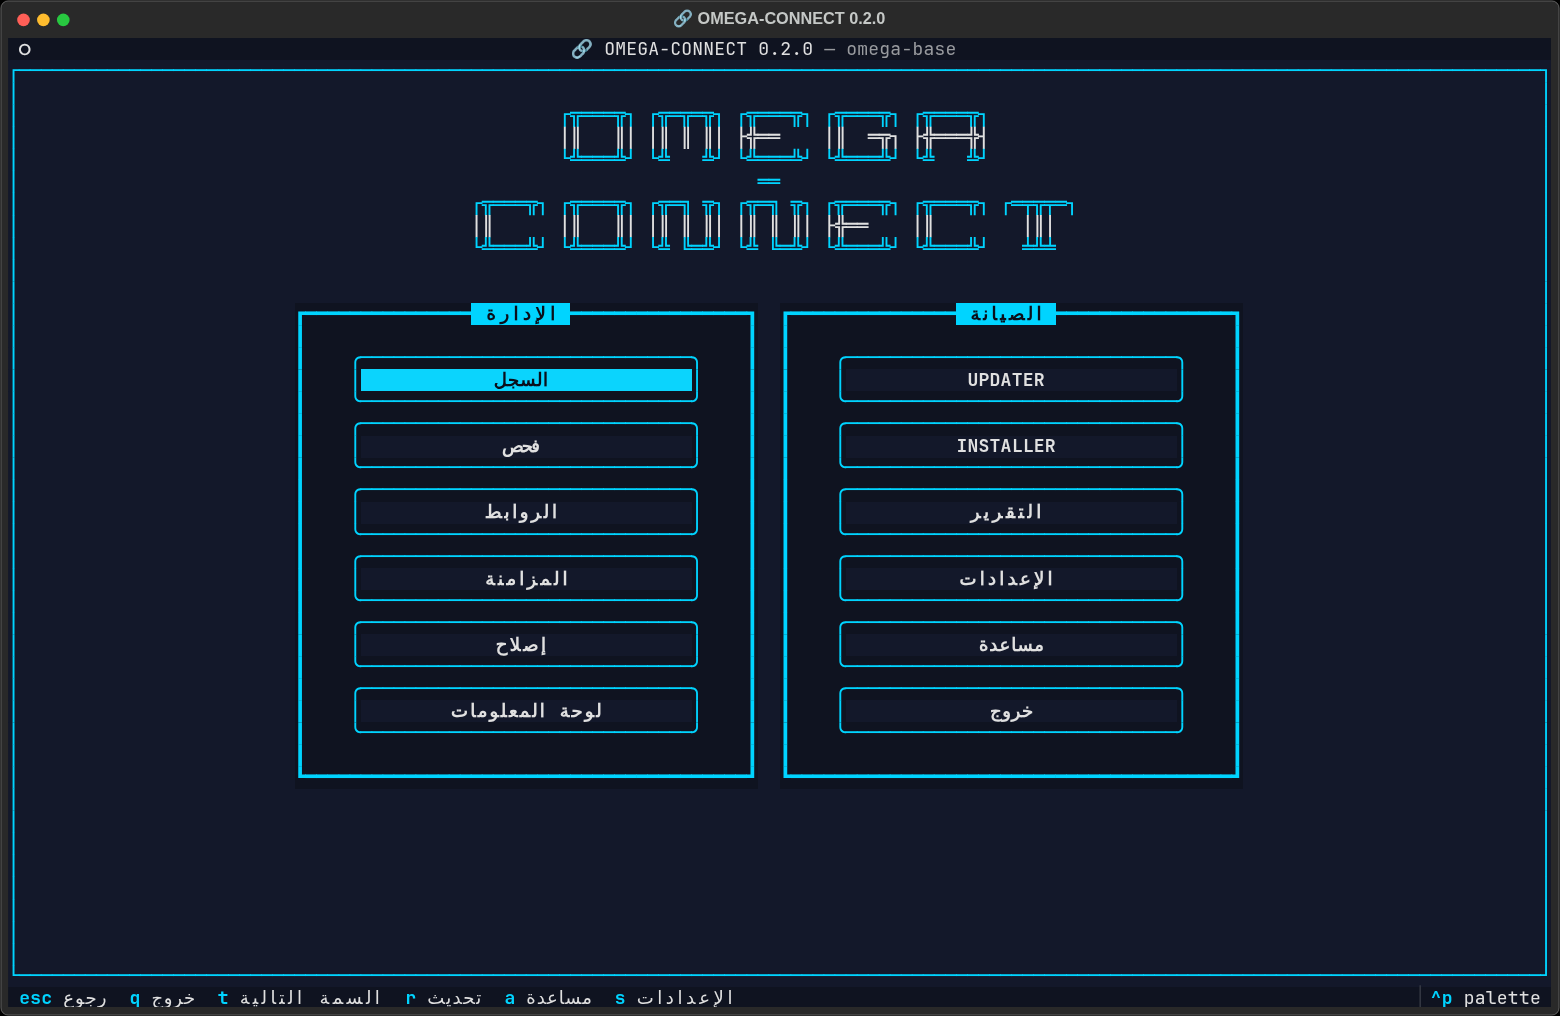 🔗 OMEGA-CONNECT 0.2.0
🔗 OMEGA-CONNECT 0.2.0 — omega-base
OMEGA
-
CONNECT
الإدارة
السجل
فحص
الروابط
المزامنة
إصلاح
لوحة المعلومات
الصيانة
UPDATER
INSTALLER
التقرير
الإعدادات
مساعدة
خروج
esc رجوع q خروج t السمة التالية r تحديث a مساعدة s الإعدادات ^p palette